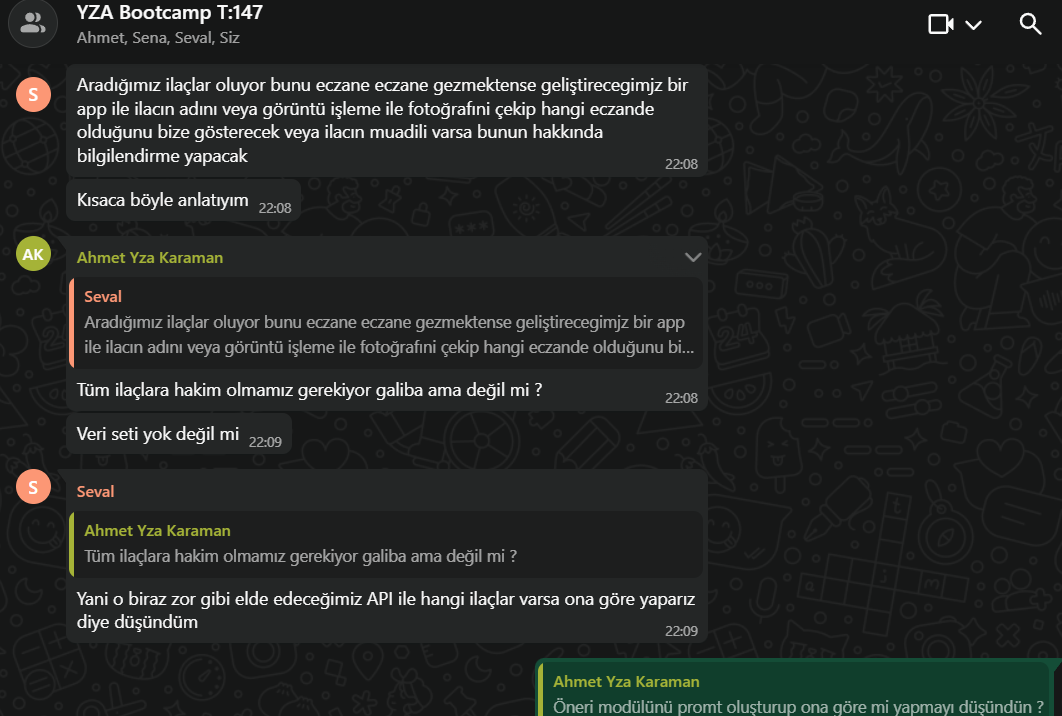 YZA Bootcamp T:147
Ahmet, Sena, Seval, Siz
S
Aradığımız ilaçlar oluyor bunu eczane eczane gezmektense geliştirecegimjz bir
app ile ilacın adını veya görüntü işleme ile fotoğrafıni çekip hangi eczande
olduğunu bize gösterecek veya ilacın muadili varsa bunun hakkında
bilgilendirme yapacak
22:08
Kısaca böyle anlatıyım 22:08
AK
Ahmet Yza Karaman
Seval
Aradığımız ilaçlar oluyor bunu eczane eczane gezmektense geliştirecegimjz bir app
ile ilacın adını veya görüntü işleme ile fotoğrafıni çekip hangi eczande olduğunu bi...
Tüm ilaçlara hakim olmamız gerekiyor galiba ama değil mi ?
22:08
Veri seti yok değil mi 22:09
S
Seval
Ahmet Yza Karaman
Tüm ilaçlara hakim olmamız gerekiyor galiba ama değil mi ?
Yani o biraz zor gibi elde edeceğimiz API ile hangi ilaçlar varsa ona göre yaparız
diye düşündüm
22:09
Ahmet Yza Karaman
Öneri modülünü promt oluşturup ona göre mi yapmayı düşündün ?